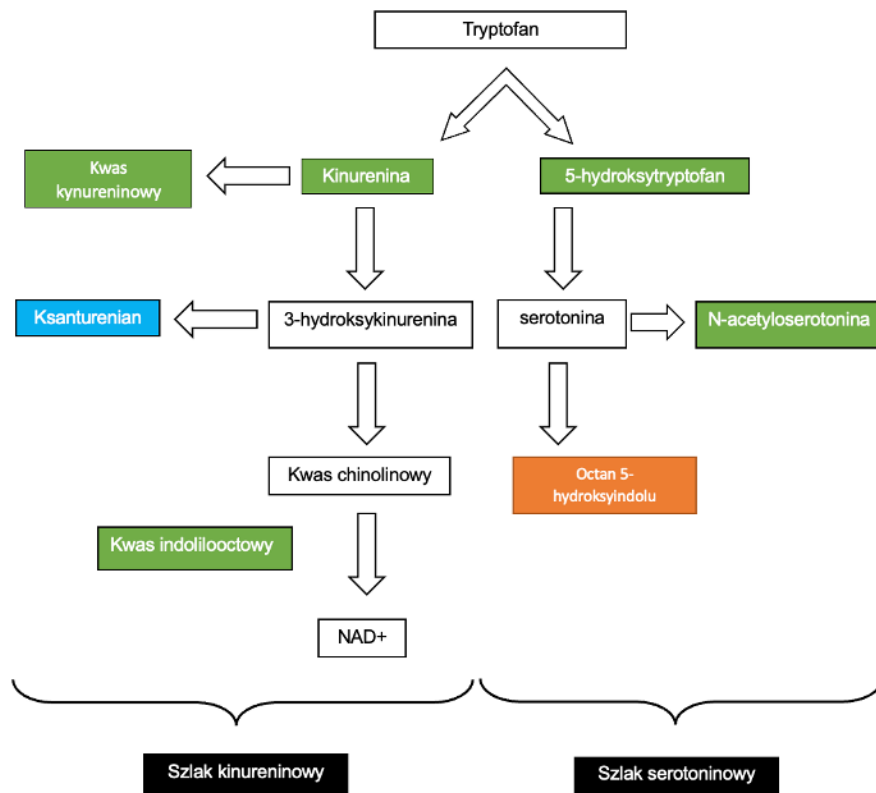 Tryptofan
Kwas
kynureninowy
Kinurenina
5-hydroksytryptofan
Ksanturenian
3-hydroksykinurenina
serotonina
N-acetyloserotonina
Kwas chinolinowy
Octan 5-
hydroksyindolu
Kwas indolilooctowy
NAD+
Szlak kinureninowy
Szlak serotoninowy